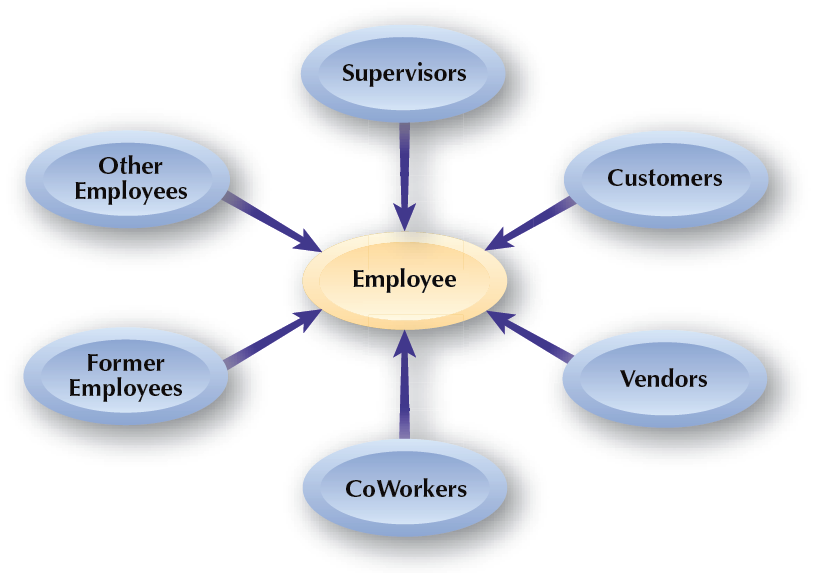 Supervisors
Other
Employees
Customers
Employee
Former
Employees
Vendors
CoWorkers